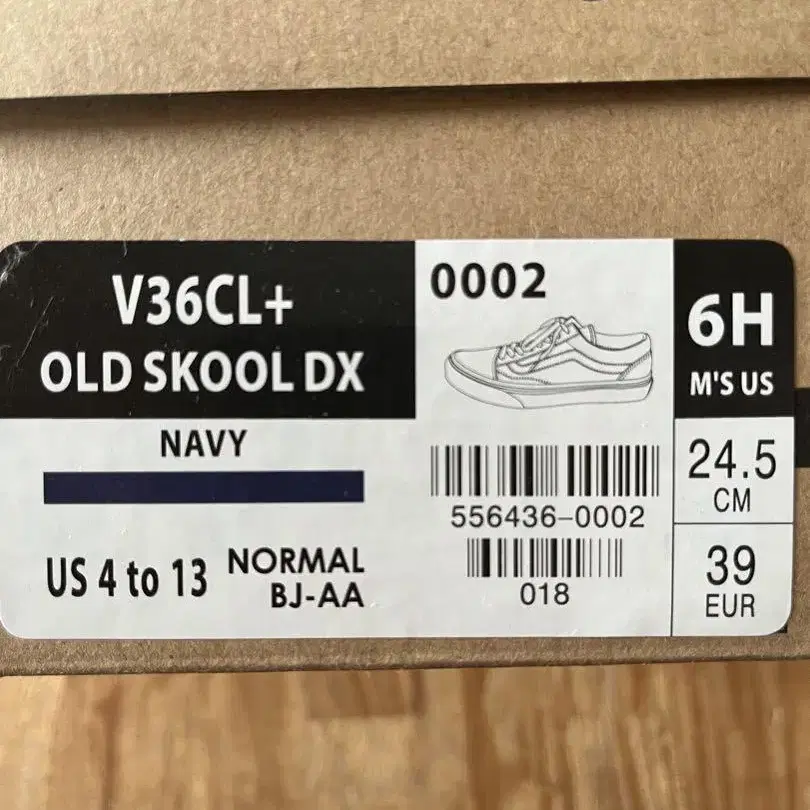 V36CL+
OLD SKOOL DX
NAVY
US 4 to 13
NORMAL
BJ-AA
0002
556436-0002
018
6H
M'S US
24.5
CM
39
EUR